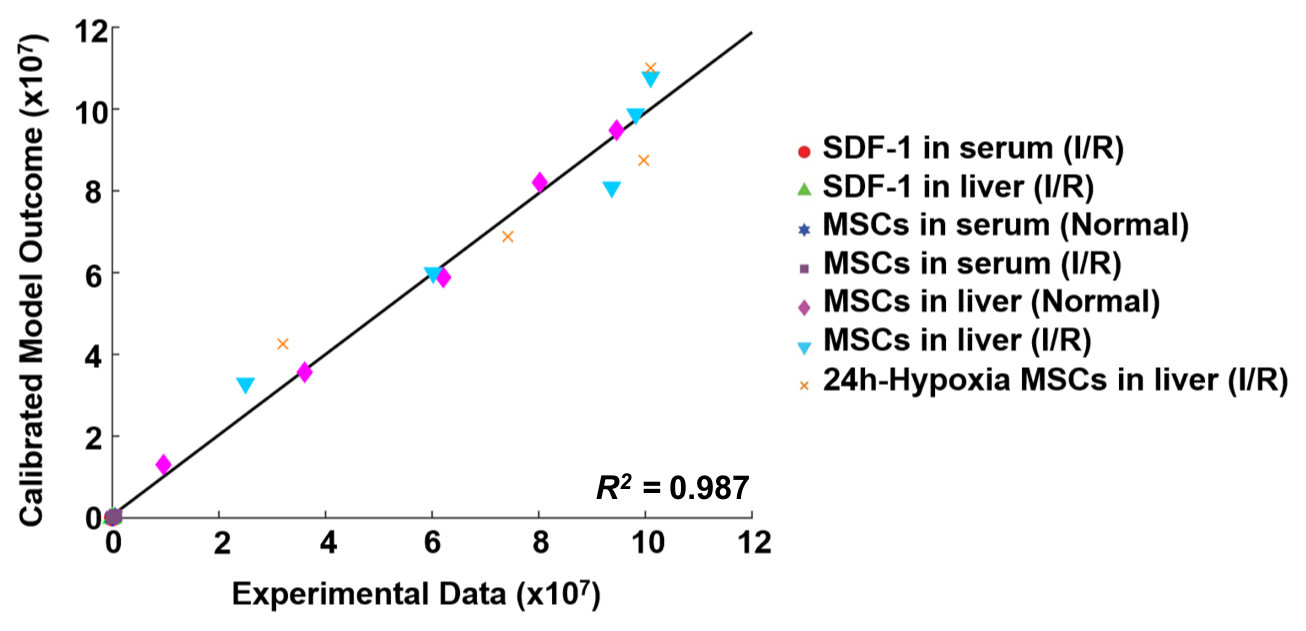 Calibrated Model Outcome (x10⁷)
12
10
8
6
4
2
0
0 2 4 6 8 10 12
Experimental Data (x10⁷)
R² = 0.987
SDF-1 in serum (I/R)
SDF-1 in liver (I/R)
MSCs in serum (Normal)
MSCs in serum (I/R)
MSCs in liver (Normal)
MSCs in liver (I/R)
24h-Hypoxia MSCs in liver (I/R)